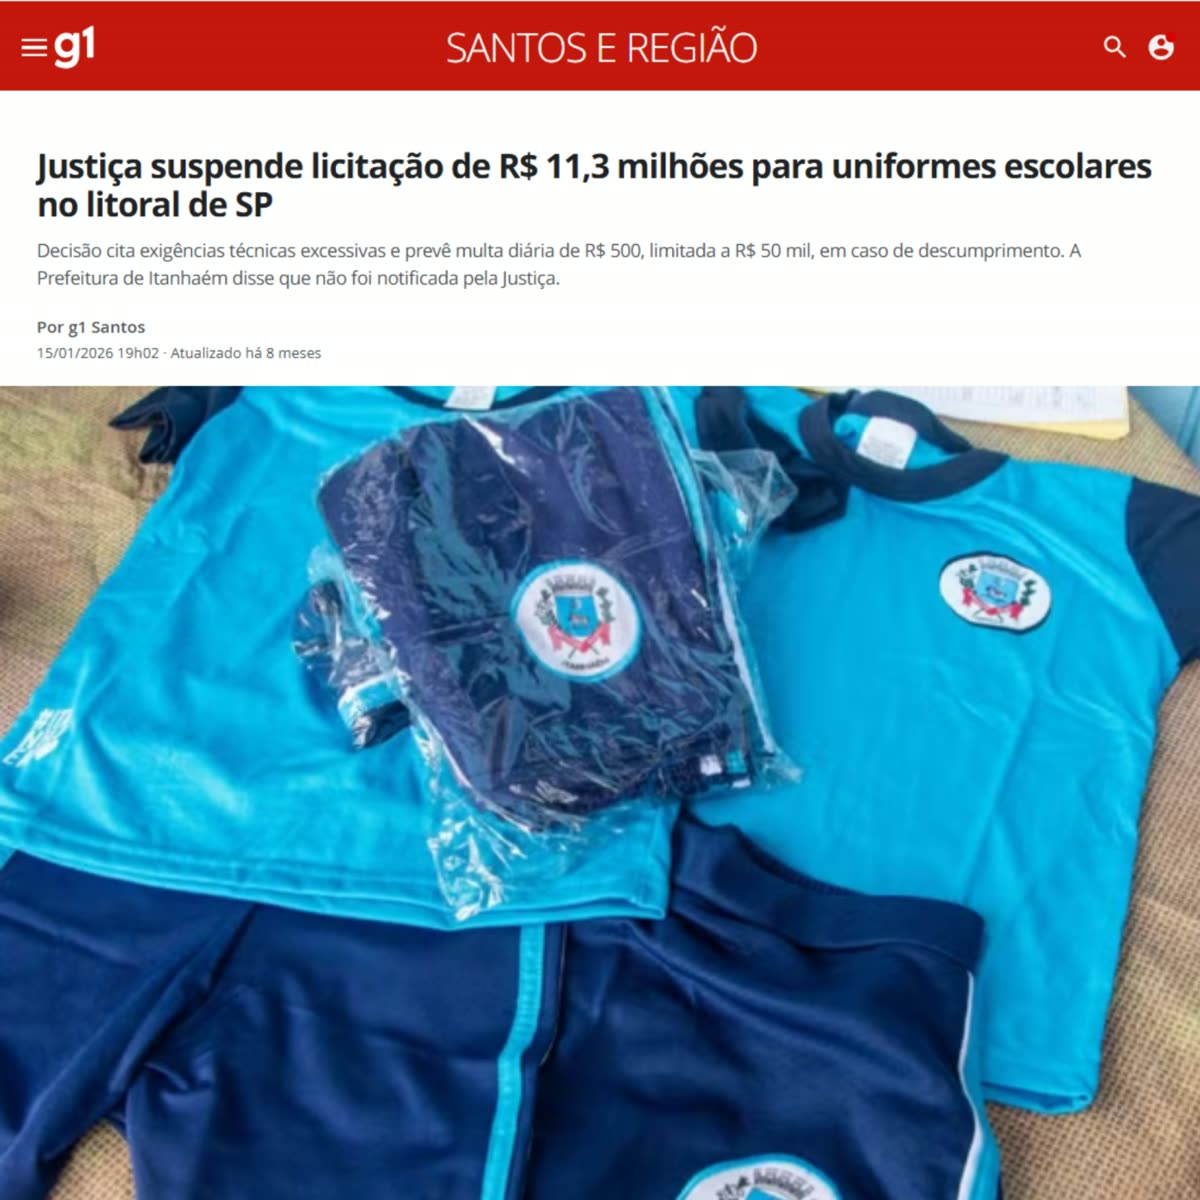 g1
SANTOS E REGIÃO
Justiça suspende licitação de R$ 11,3 milhões para uniformes escolares
no litoral de SP
Decisão cita exigências técnicas excessivas e prevê multa diária de R$ 500, limitada a R$ 50 mil, em caso de descumprimento. A
Prefeitura de Itanhaém disse que não foi notificada pela Justiça.
Por g1 Santos
15/01/2026 19h02 · Atualizado há 8 meses
ITANHAÉM